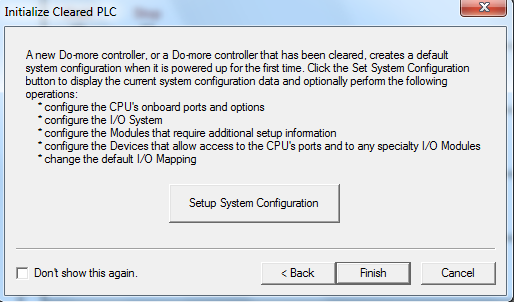 Initialize Cleared PLC
A new Do-more controller, or a Do-more controller that has been cleared, creates a default
system configuration when it is powered up for the first time. Click the Set System Configuration
button to display the current system configuration data and optionally perform the following
operations:
* configure the CPU's onboard ports and options
* configure the I/O System
* configure the Modules that require additional setup information
* configure the Devices that allow access to the CPU's ports and to any specialty I/O Modules
* change the default I/O Mapping
Setup System Configuration
Don't show this again.
< Back
Finish
Cancel